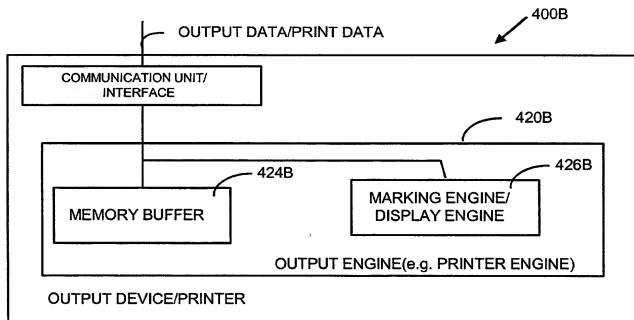 400B
OUTPUT DATA/PRINT DATA
COMMUNICATION UNIT/
INTERFACE
420B
424B
426B
MEMORY BUFFER
MARKING ENGINE/
DISPLAY ENGINE
OUTPUT ENGINE(e.g. PRINTER ENGINE)
OUTPUT DEVICE/PRINTER